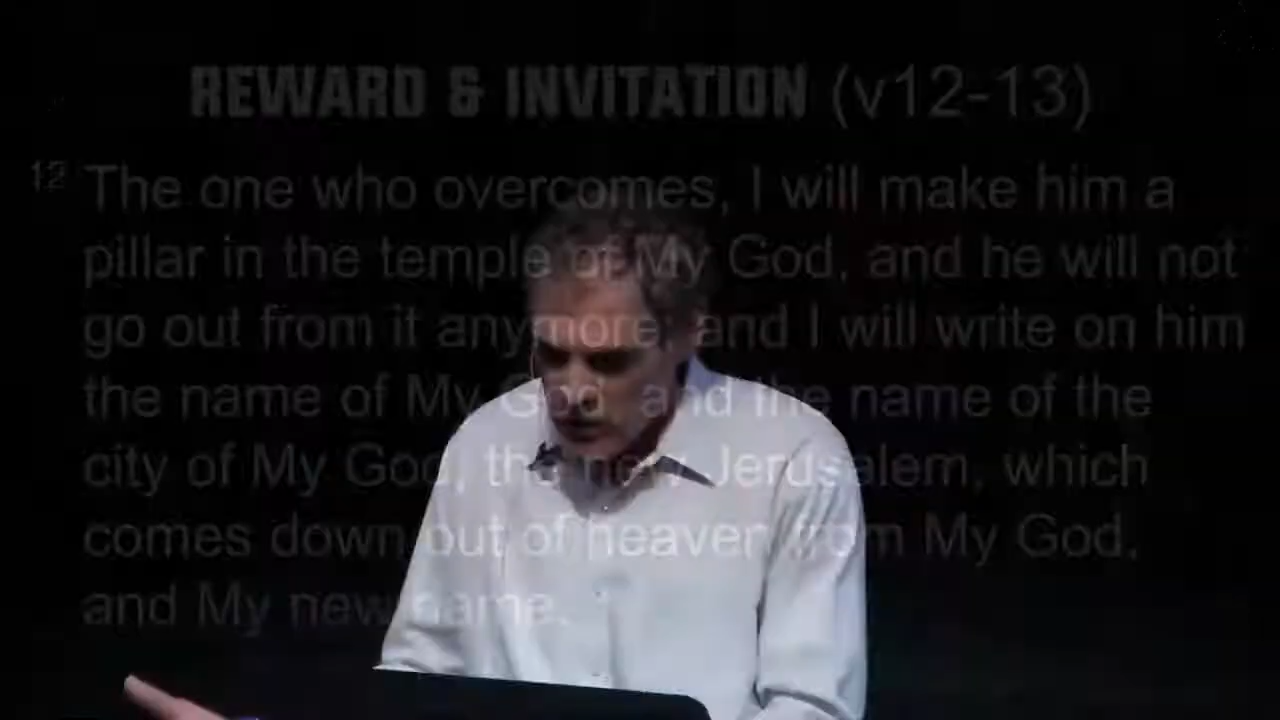 REWARD & INVITATION (v12-13)
12 The one who overcomes, I will make him a
pillar in the temple of My God, and he will not
go out from it anymore; and I will write on him
the name of My God, and the name of the
city of My God, the new Jerusalem, which
comes down out of heaven from My God,
and My new name.